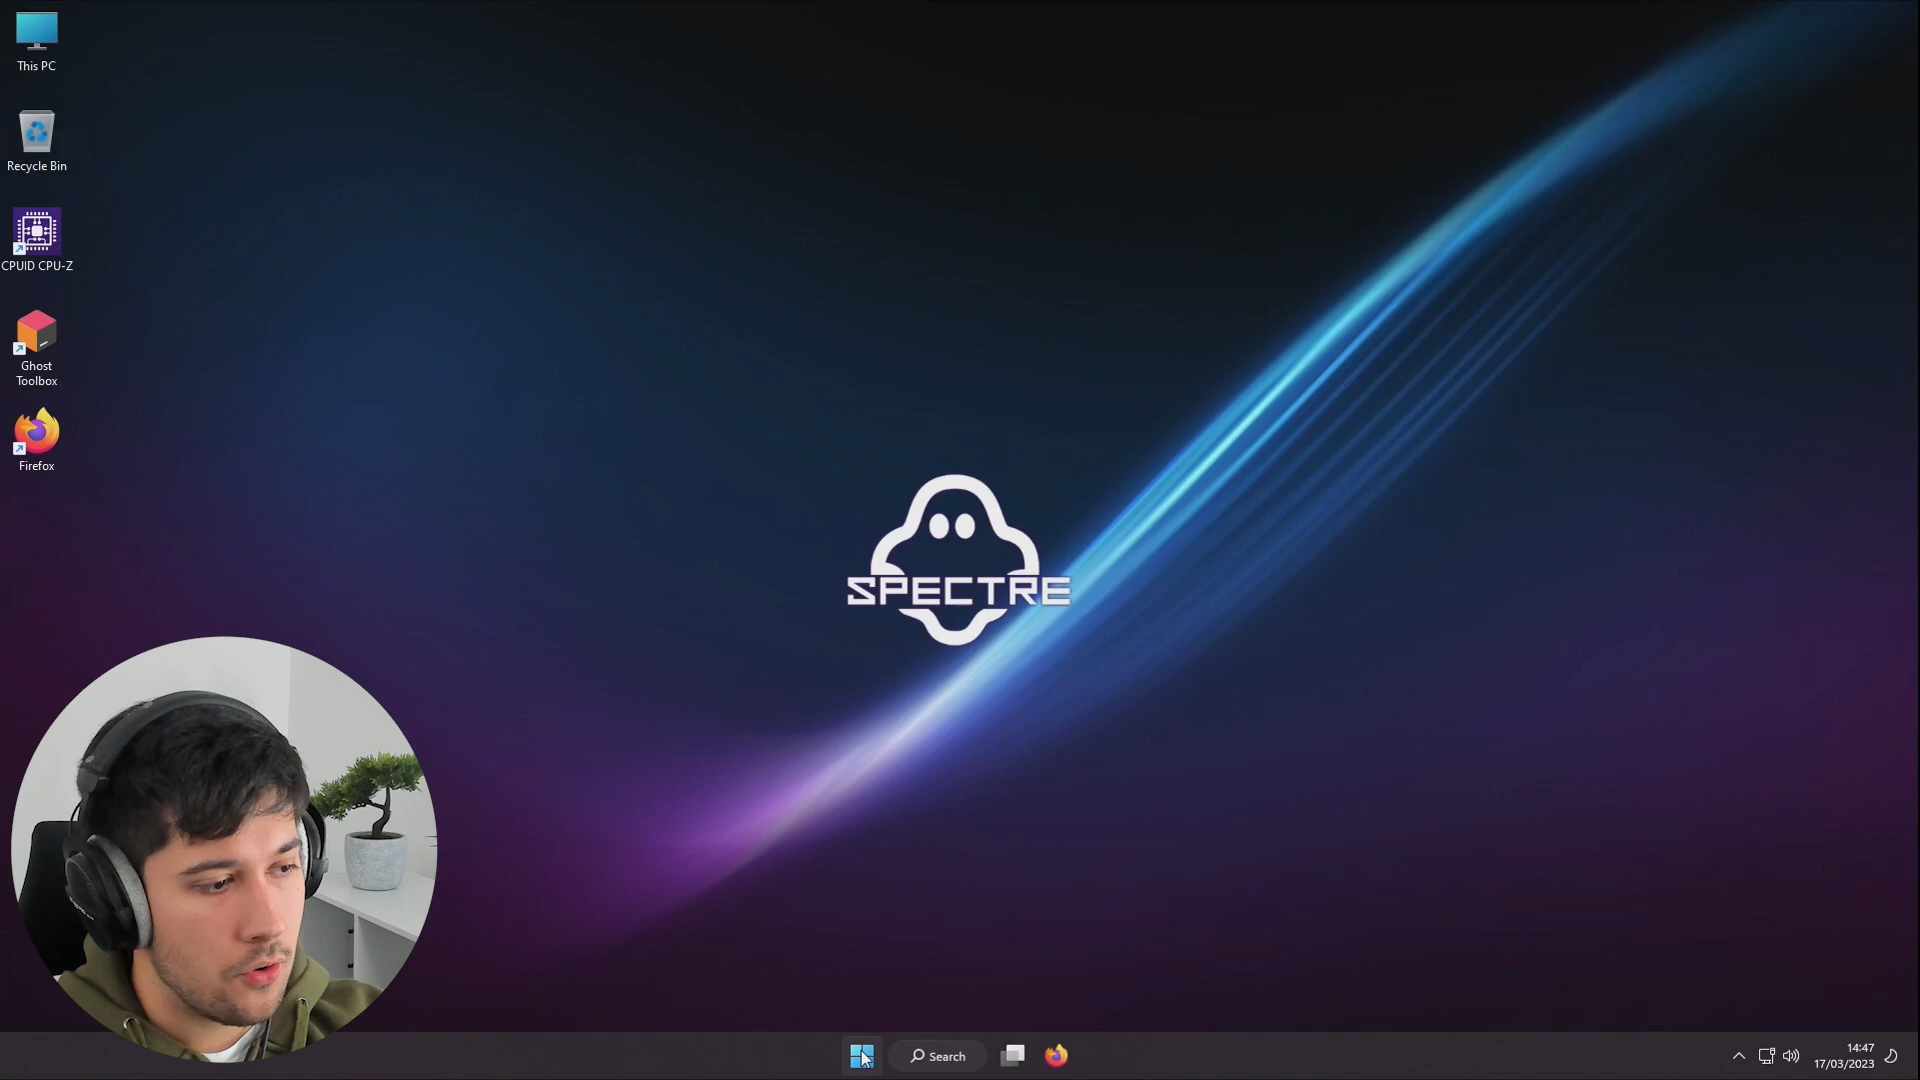 This PC
Recycle Bin
CPUID CPU-Z
Ghost
Toolbox
Firefox
SPECTRE
Search
14:47
17/03/2023